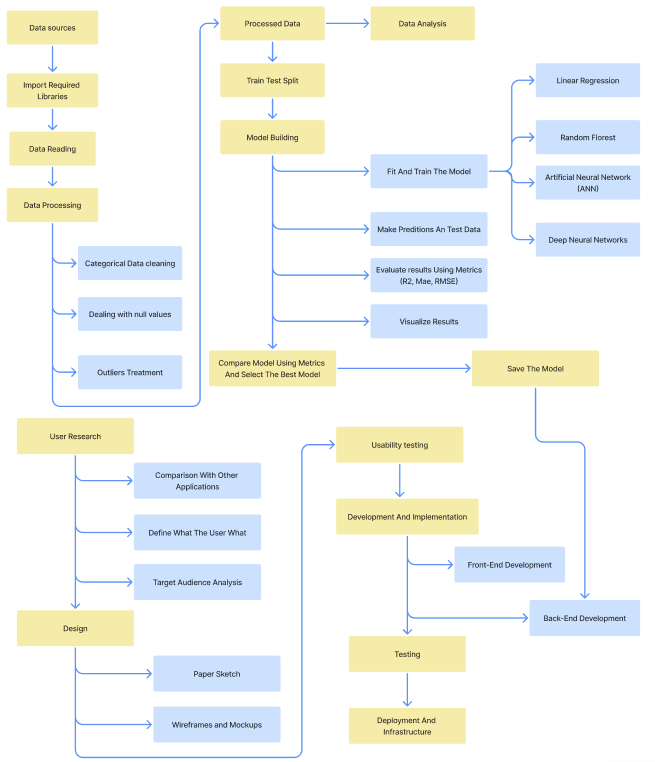 Data sources
Import Required
Libraries
Data Reading
Data Processing
Categorical Data cleaning
Dealing with null values
Outliers Treatment
Processed Data
Data Analysis
Train Test Split
Model Building
Fit And Train The Model
Linear Regression
Random Florest
Artificial Neural Network
(ANN)
Deep Neural Networks
Make Preditions An Test Data
Evaluate results Using Metrics
(R2, Mae, RMSE)
Visualize Results
Compare Model Using Metrics
And Select The Best Model
Save The Model
User Research
Comparison With Other
Applications
Define What The User What
Target Audience Analysis
Design
Paper Sketch
Wireframes and Mockups
Usability testing
Development And Implementation
Front-End Development
Back-End Development
Testing
Deployment And
Infrastructure